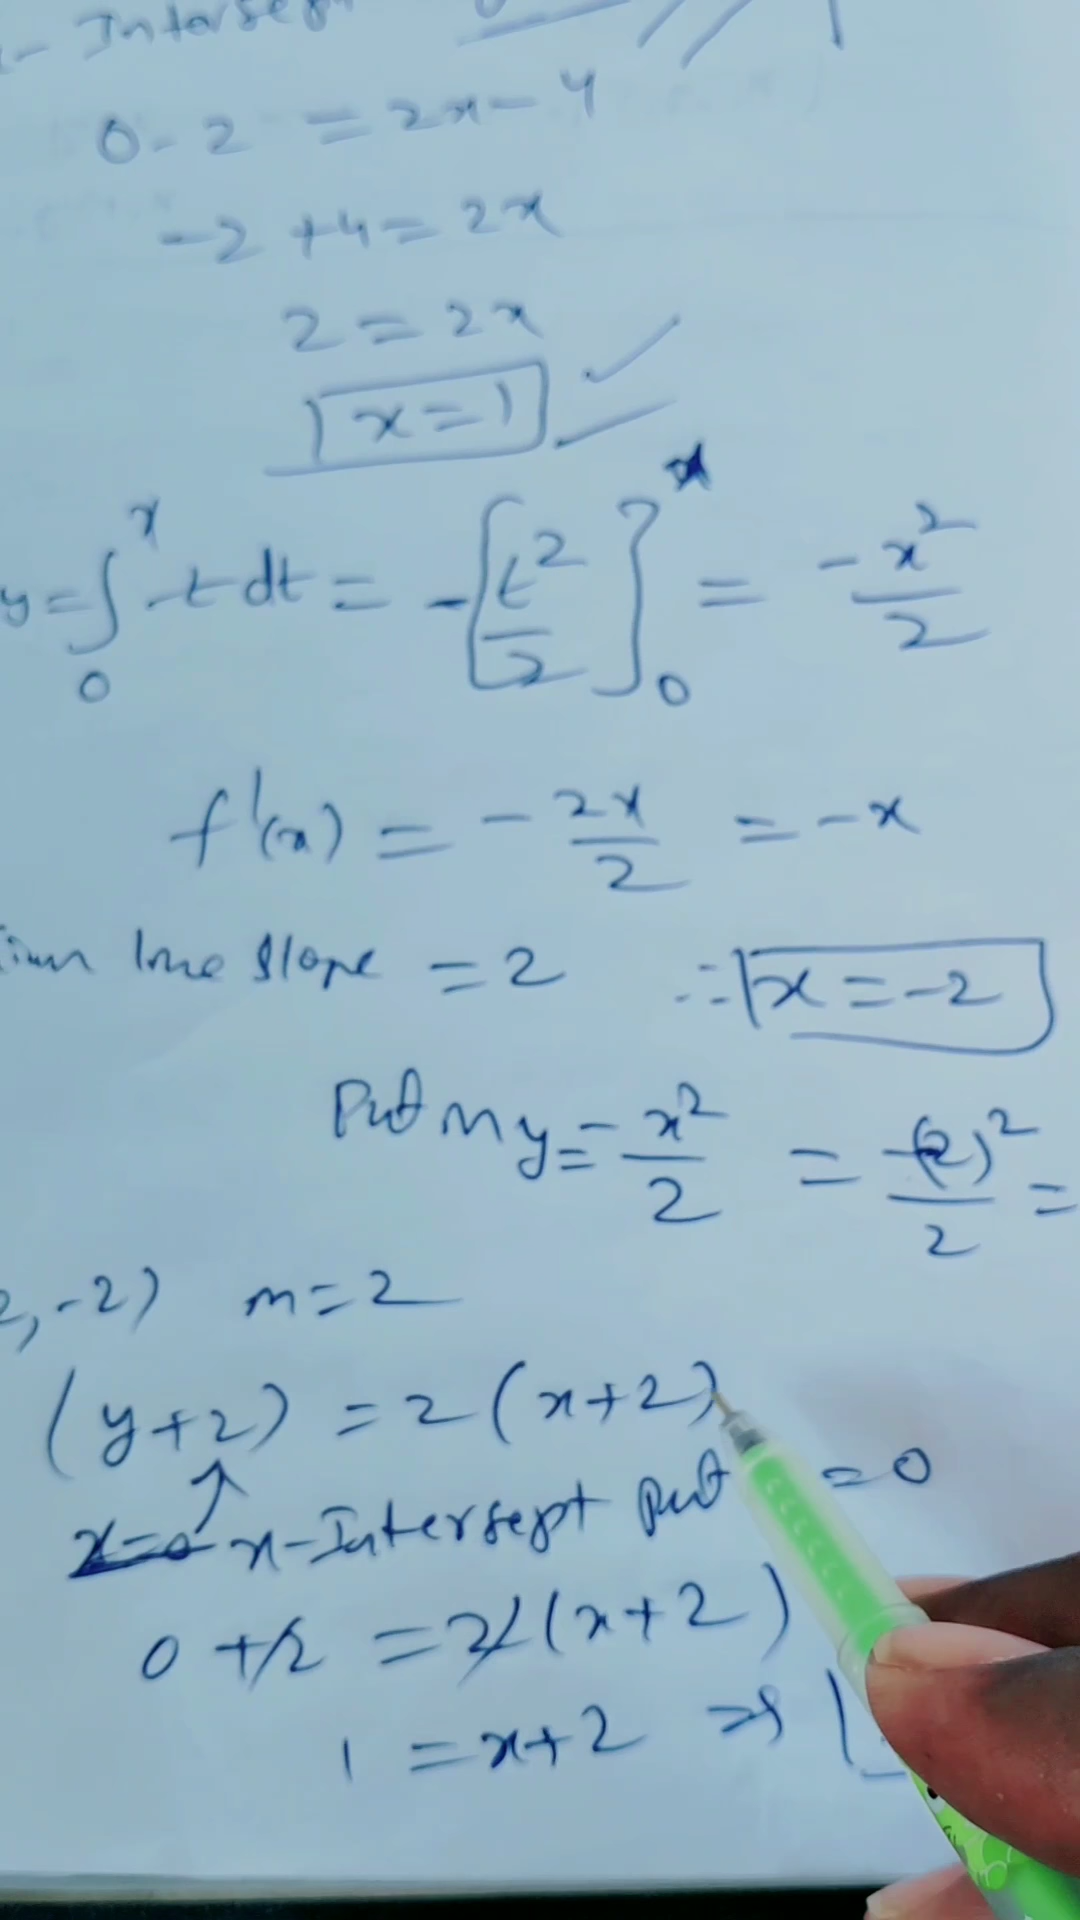 x-Intersept
0-2 = 2x-4
-2+4=2x
2=2x
x=1
y=∫₀ˣ -t dt = -[t²/2]₀ˣ = -x²/2
f'(x) = -2x/2 = -x
line slope = 2 ∴ x=-2
Put in y=-x²/2 = -(2)²/2 =
2,-2) m=2
(y+2) = 2(x+2)
x-Intersept put =0
0+2 = 2(x+2)
1 = x+2 ⇒